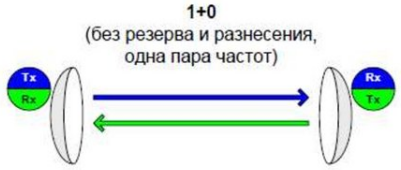 1+0
(без резерва и разнесения,
одна пара частот)
Tx
Rx
Rx
Tx